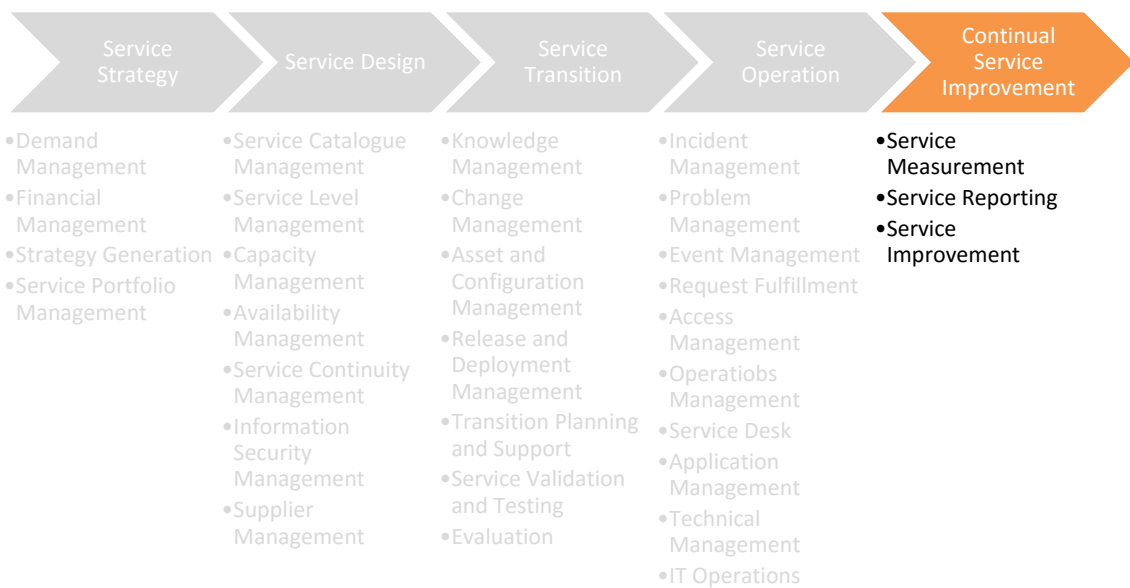 Service
Strategy
Service Design
Service
Transition
Service
Operation
Continual
Service
Improvement
•Demand
Management
•Financial
Management
•Strategy Generation
•Service Portfolio
Management
•Service Catalogue
Management
•Service Level
Management
•Capacity
Management
•Availability
Management
•Service Continuity
Management
•Information
Security
Management
•Supplier
Management
•Knowledge
Management
•Change
Management
•Asset and
Configuration
Management
•Release and
Deployment
Management
•Transition Planning
and Support
•Service Validation
and Testing
•Evaluation
•Incident
Management
•Problem
Management
•Event Management
•Request Fulfillment
•Access
Management
•Operatiobs
Management
•Service Desk
•Application
Management
•Technical
Management
•IT Operations
•Service
Measurement
•Service Reporting
•Service
Improvement